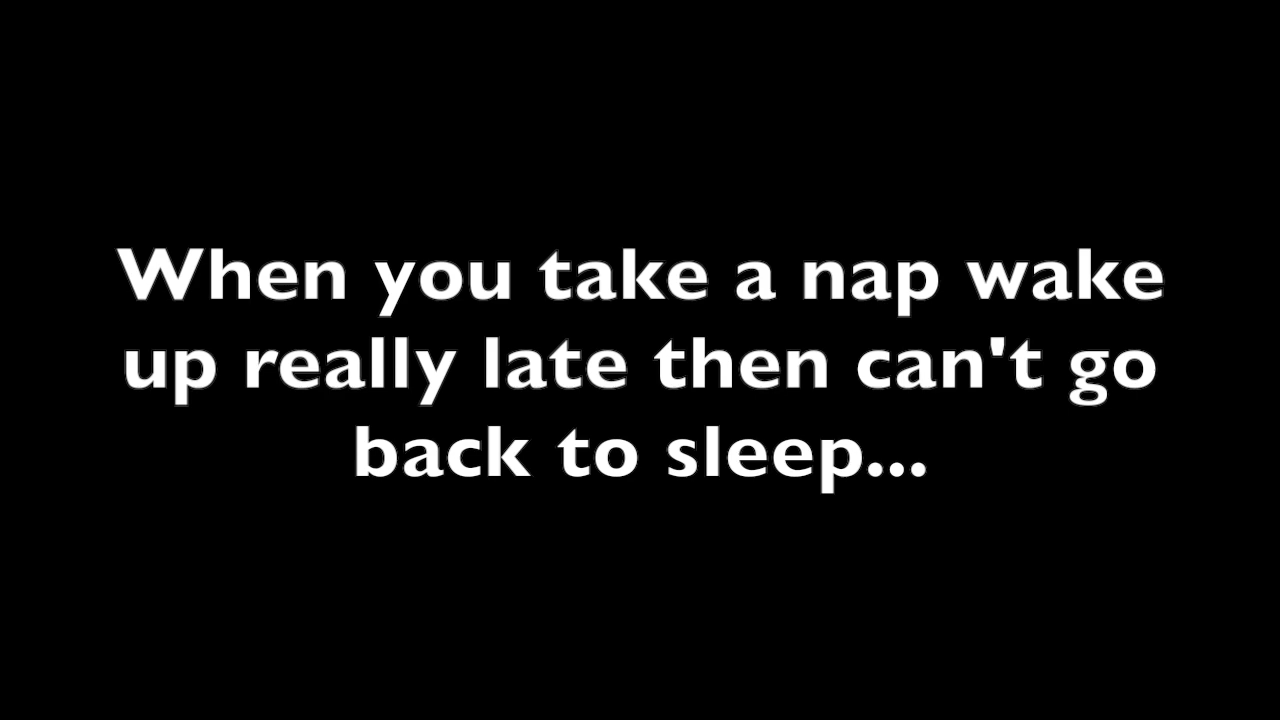 When you take a nap wake
up really late then can't go
back to sleep...